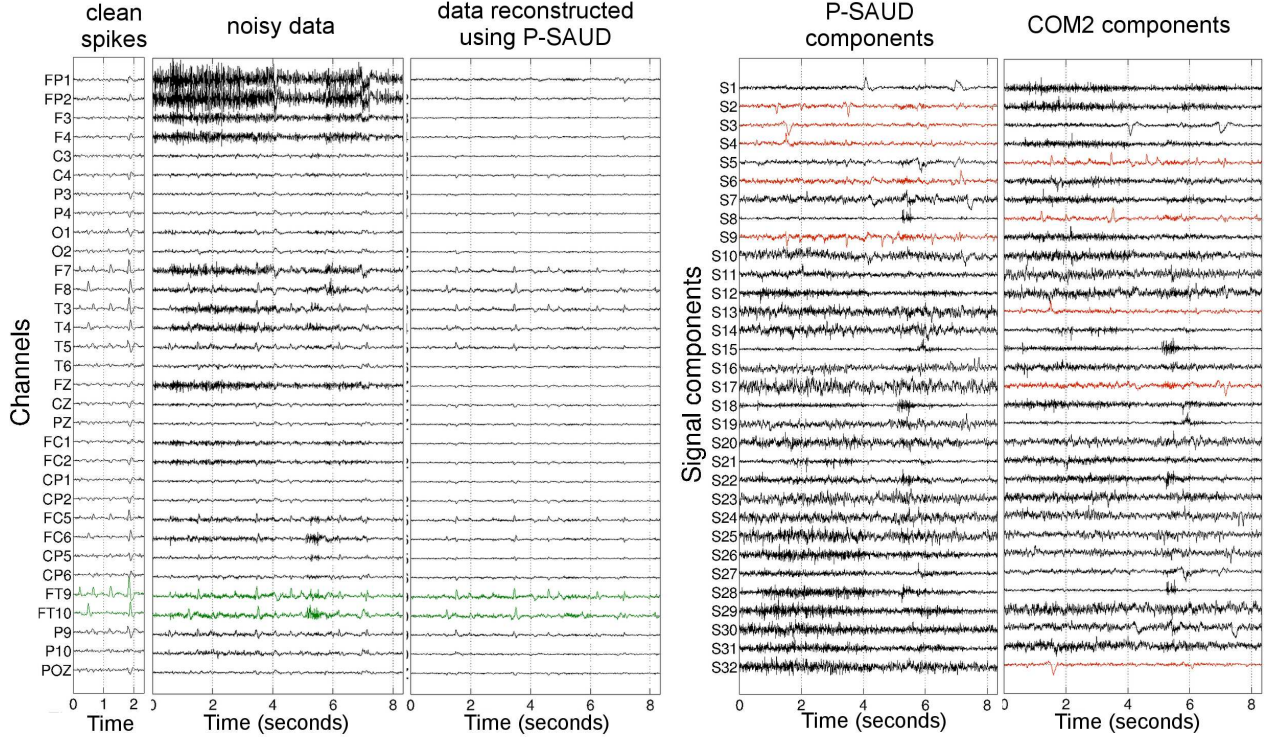 clean
spikes
noisy data
data reconstructed
using P-SAUD
P-SAUD
components
COM2 components
Channels
FP1
FP2
F3
F4
C3
C4
P3
P4
O1
O2
F7
F8
T3
T4
T5
T6
FZ
CZ
PZ
FC1
FC2
CP1
CP2
FC5
FC6
CP5
CP6
FT9
FT10
P9
P10
POZ
0 1 2
Time
0 2 4 6 8
Time (seconds)
0 2 4 6 8
Time (seconds)
Signal components
S1
S2
S3
S4
S5
S6
S7
S8
S9
S10
S11
S12
S13
S14
S15
S16
S17
S18
S19
S20
S21
S22
S23
S24
S25
S26
S27
S28
S29
S30
S31
S32
0 2 4 6 8
Time (seconds)
0 2 4 6 8
Time (seconds)